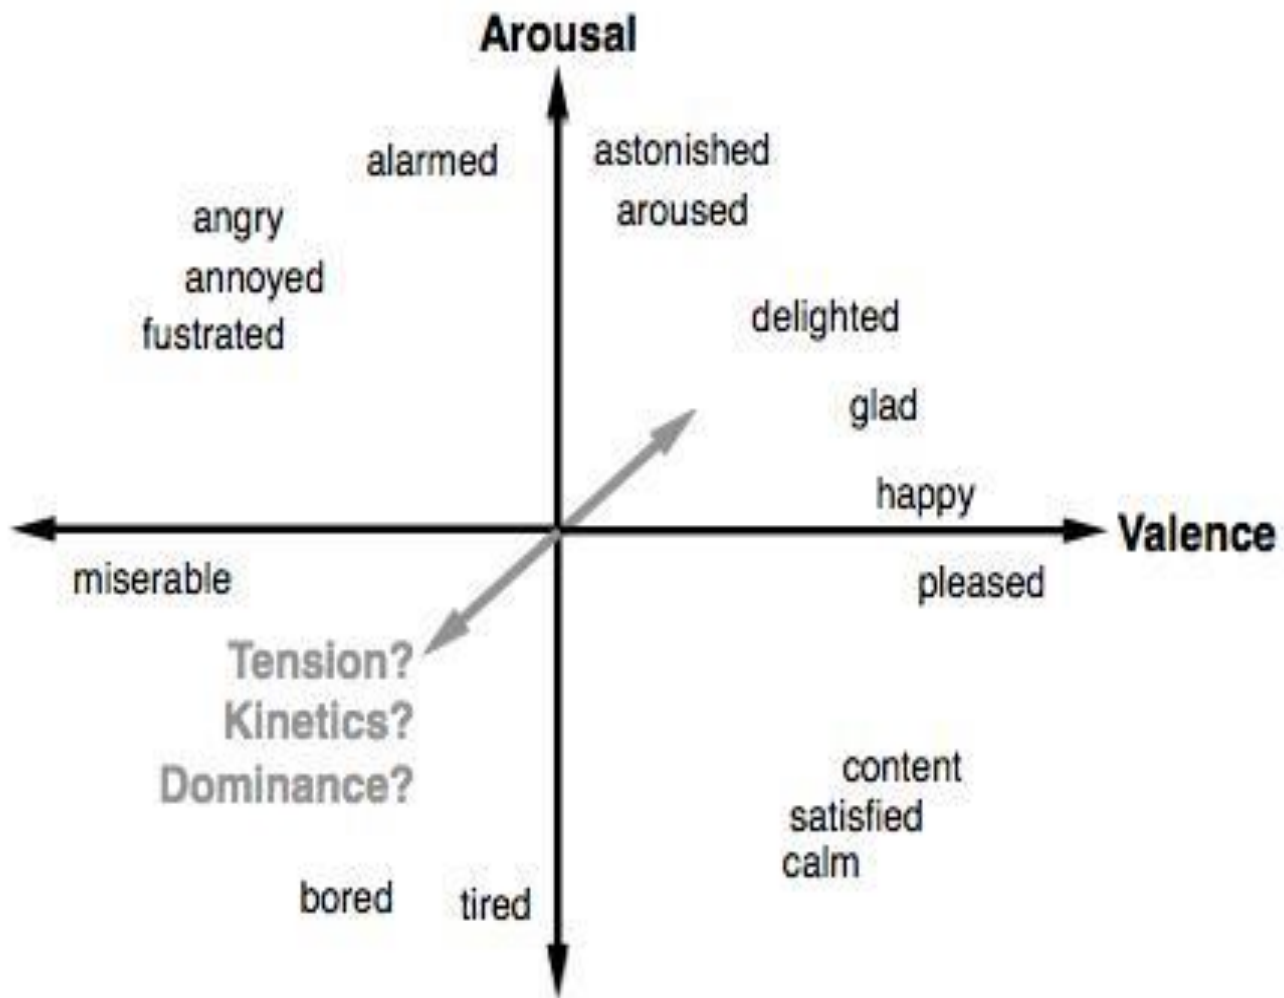 Arousal
alarmed
astonished
aroused
angry
annoyed
fustrated
delighted
glad
happy
Valence
miserable
pleased
Tension?
Kinetics?
Dominance?
content
satisfied
calm
bored
tired